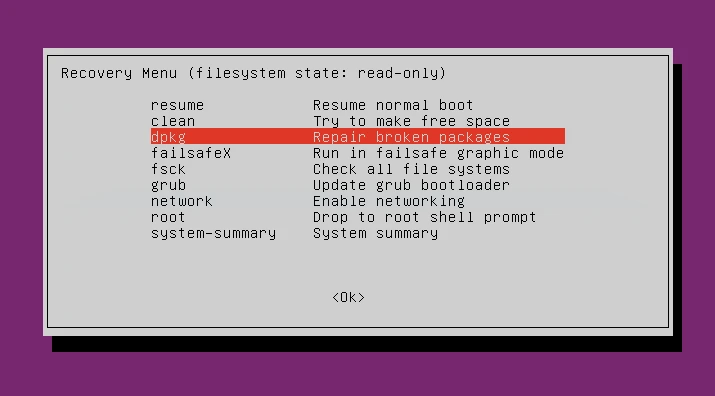 Recovery Menu (filesystem state: read-only)
resume Resume normal boot
clean Try to make free space
dpkg Repair broken packages
failsafeX Run in failsafe graphic mode
fsck Check all file systems
grub Update grub bootloader
network Enable networking
root Drop to root shell prompt
system-summary System summary
<Ok>